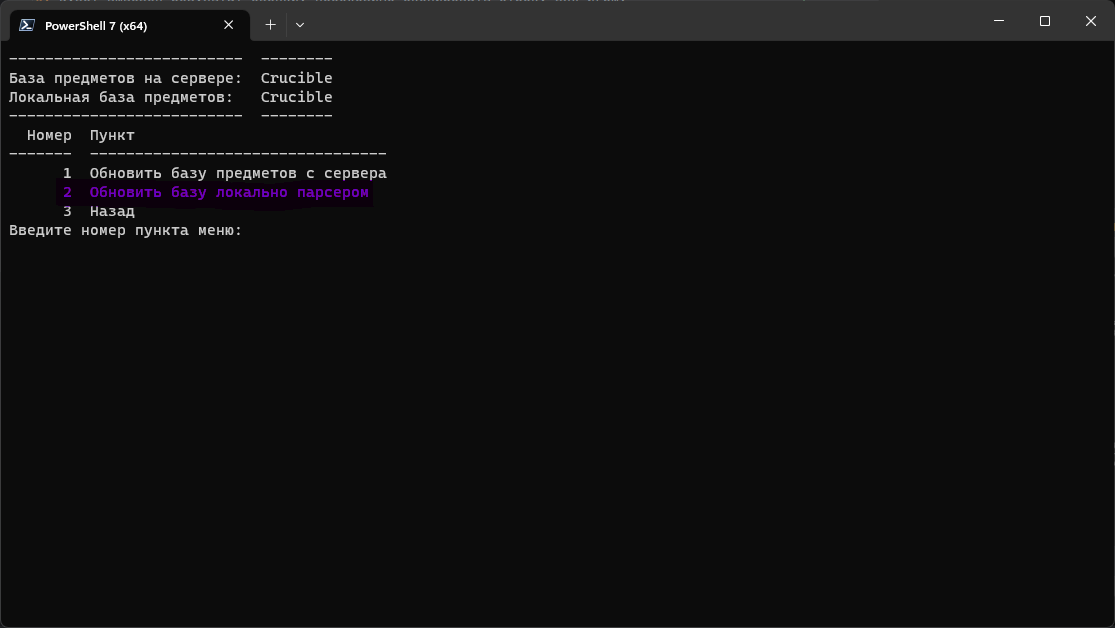 PowerShell 7 (x64)
-------------------------- --------
База предметов на сервере: Crucible
Локальная база предметов: Crucible
-------------------------- --------
Номер Пункт
------- ---------------------------------
1 Обновить базу предметов с сервера
2 Обновить базу локально парсером
3 Назад
Введите номер пункта меню: